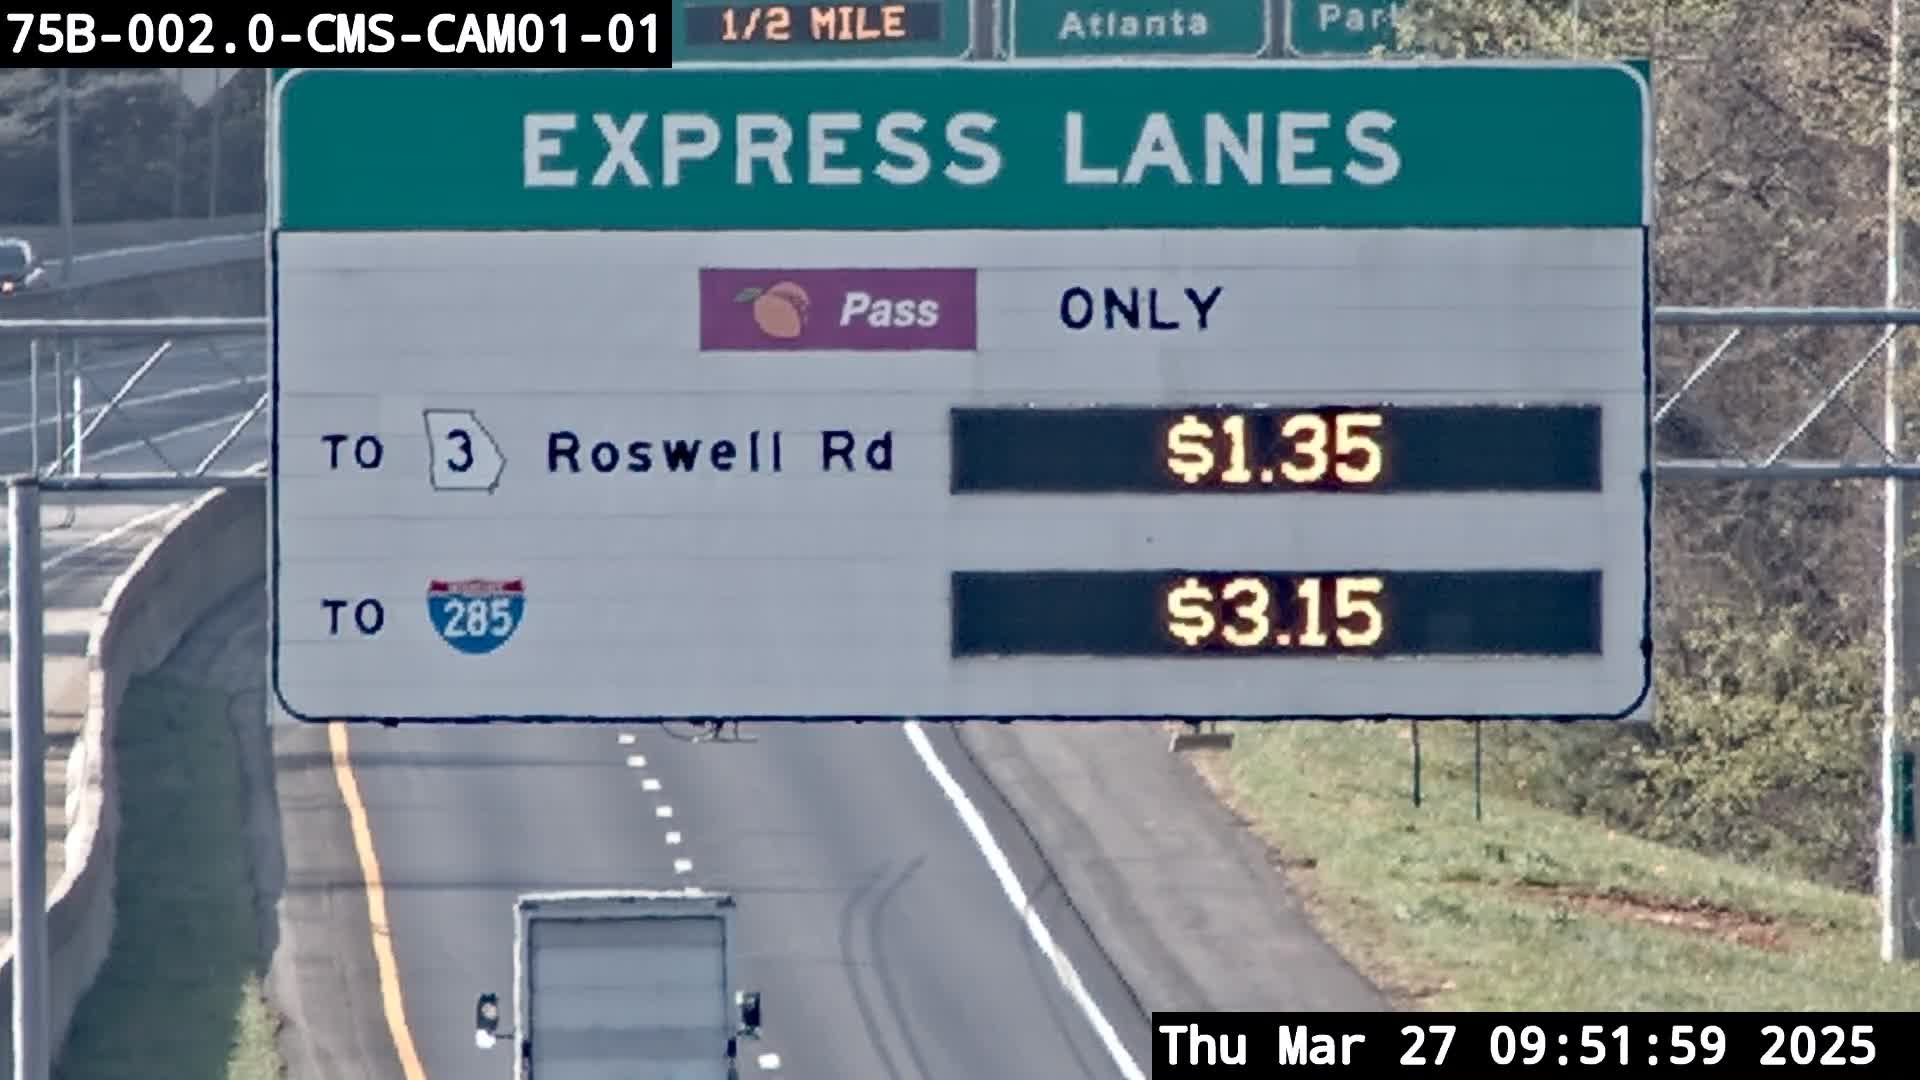 75B-002.0-CMS-CAM01-01
1/2 MILE
Atlanta
EXPRESS LANES
Pass ONLY
TO 3 Roswell Rd $1.35
TO 285 $3.15
Thu Mar 27 09:51:59 2025